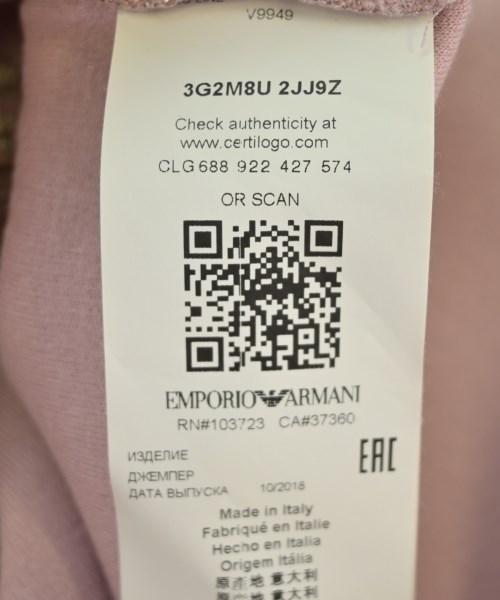 V9949
3G2M8U 2JJ9Z
Check authenticity at
www.certilogo.com
CLG 688 922 427 574
OR SCAN
EMPORIO ARMANI
RN#103723 CA#37360
EAC
ИЗДЕЛИЕ
ДЖЕМПЕР
ДАТА ВЫПУСКА 10/2018
Made in Italy
Fabriqué en Italie
Hecho en Italia
Origem Itália
原产地 意大利